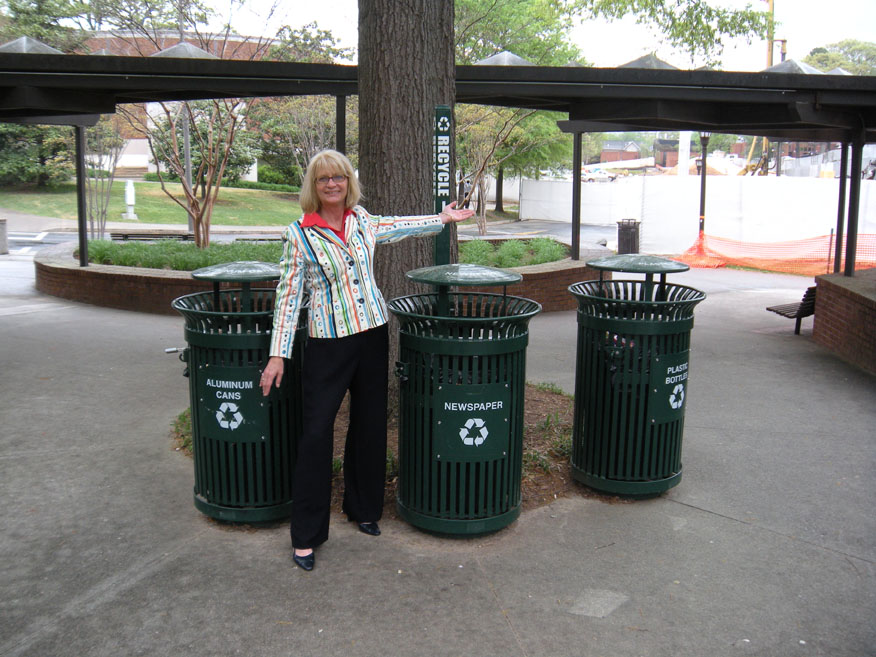 RECYCLE
ALUMINUM
CANS
NEWSPAPER
PLASTIC
BOTTLES